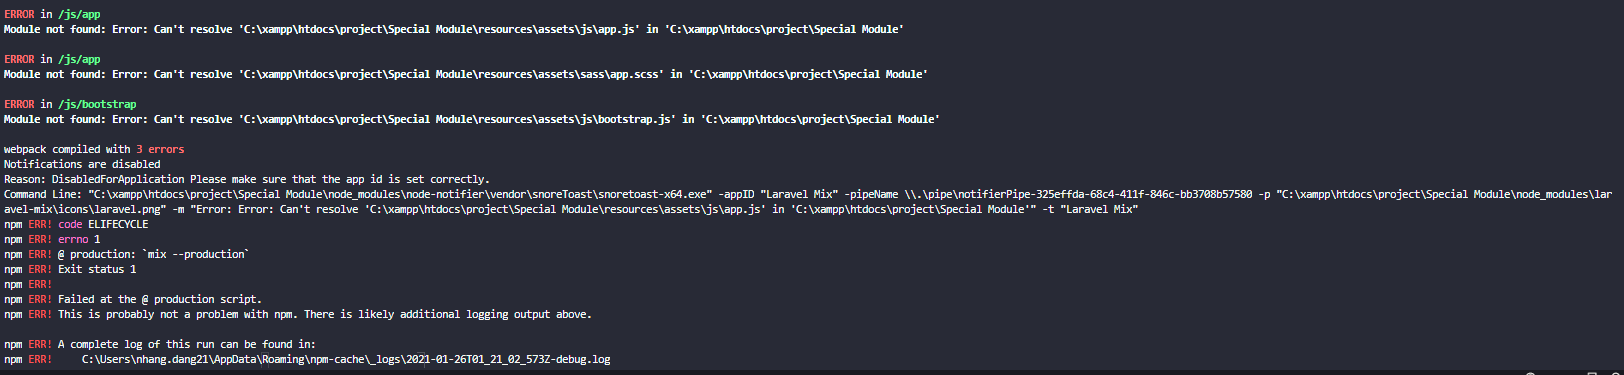 ERROR in /js/app
Module not found: Error: Can't resolve 'C:\xampp\htdocs\project\Special Module\resources\assets\js\app.js' in 'C:\xampp\htdocs\project\Special Module'
ERROR in /js/app
Module not found: Error: Can't resolve 'C:\xampp\htdocs\project\Special Module\resources\assets\sass\app.scss' in 'C:\xampp\htdocs\project\Special Module'
ERROR in /js/bootstrap
Module not found: Error: Can't resolve 'C:\xampp\htdocs\project\Special Module\resources\assets\js\bootstrap.js' in 'C:\xampp\htdocs\project\Special Module'
webpack compiled with 3 errors
Notifications are disabled
Reason: DisabledForApplication Please make sure that the app id is set correctly.
Command Line: "C:\xampp\htdocs\project\Special Module\node_modules\node-notifier\vendor\snoreToast\snoretoast-x64.exe" -appID "Laravel Mix" -pipeName \\.\pipe\notifierPipe-325effda-68c4-411f-846c-bb3708b57580 -p "C:\xampp\htdocs\project\Special Module\node_modules\lar
avel-mix\icons\laravel.png" -m "Error: Error: Can't resolve 'C:\xampp\htdocs\project\Special Module\resources\assets\js\app.js' in 'C:\xampp\htdocs\project\Special Module'" -t "Laravel Mix"
npm ERR! code ELIFECYCLE
npm ERR! errno 1
npm ERR! @ production: `mix --production`
npm ERR! Exit status 1
npm ERR!
npm ERR! Failed at the @ production script.
npm ERR! This is probably not a problem with npm. There is likely additional logging output above.
npm ERR! A complete log of this run can be found in:
npm ERR!     C:\Users\nhang.dang21\AppData\Roaming\npm-cache\_logs\2021-01-26T01_21_02_573Z-debug.log